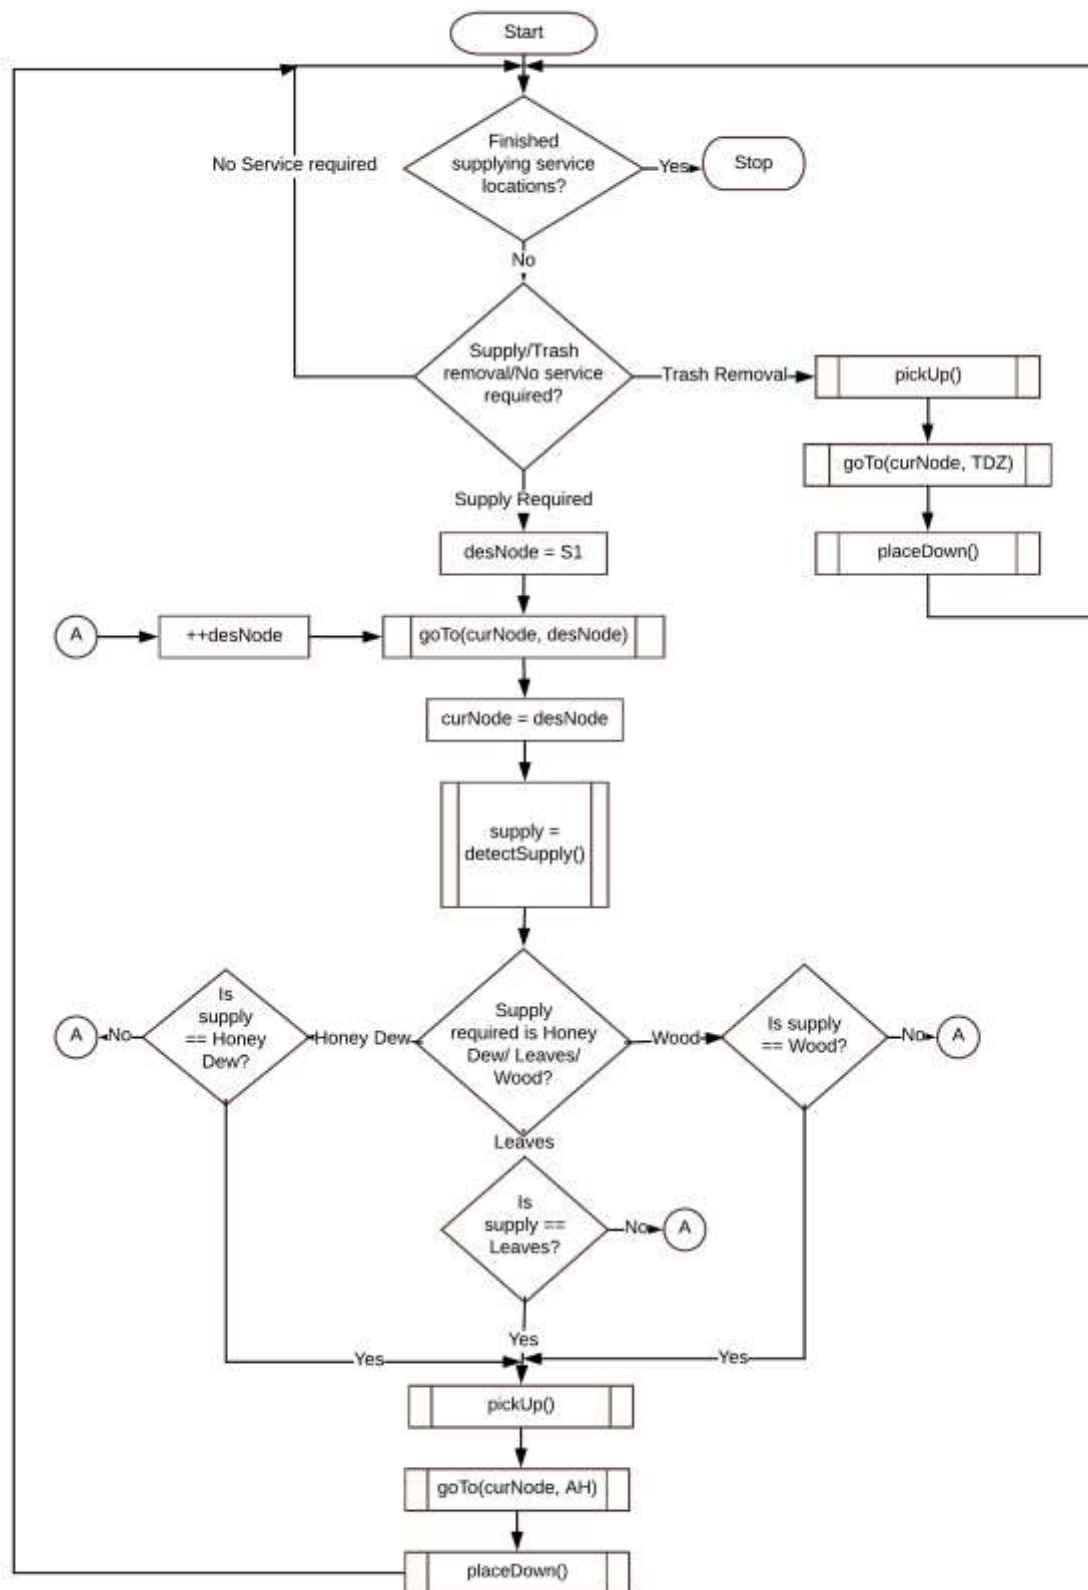 Start
Finished
supplying service
locations?
Yes
Stop
No Service required
No
Supply/Trash
removal/No service
required?
Trash Removal
pickUp()
goTo(curNode, TDZ)
placeDown()
Supply Required
desNode = S1
A
++desNode
goTo(curNode, desNode)
curNode = desNode
supply =
detectSupply()
A
No
Is
supply
== Honey
Dew?
Honey Dew
Supply
required is Honey
Dew/ Leaves/
Wood?
Wood
Is supply
== Wood?
No
A
Leaves
Is
supply ==
Leaves?
No
A
Yes
Yes
Yes
pickUp()
goTo(curNode, AH)
placeDown()